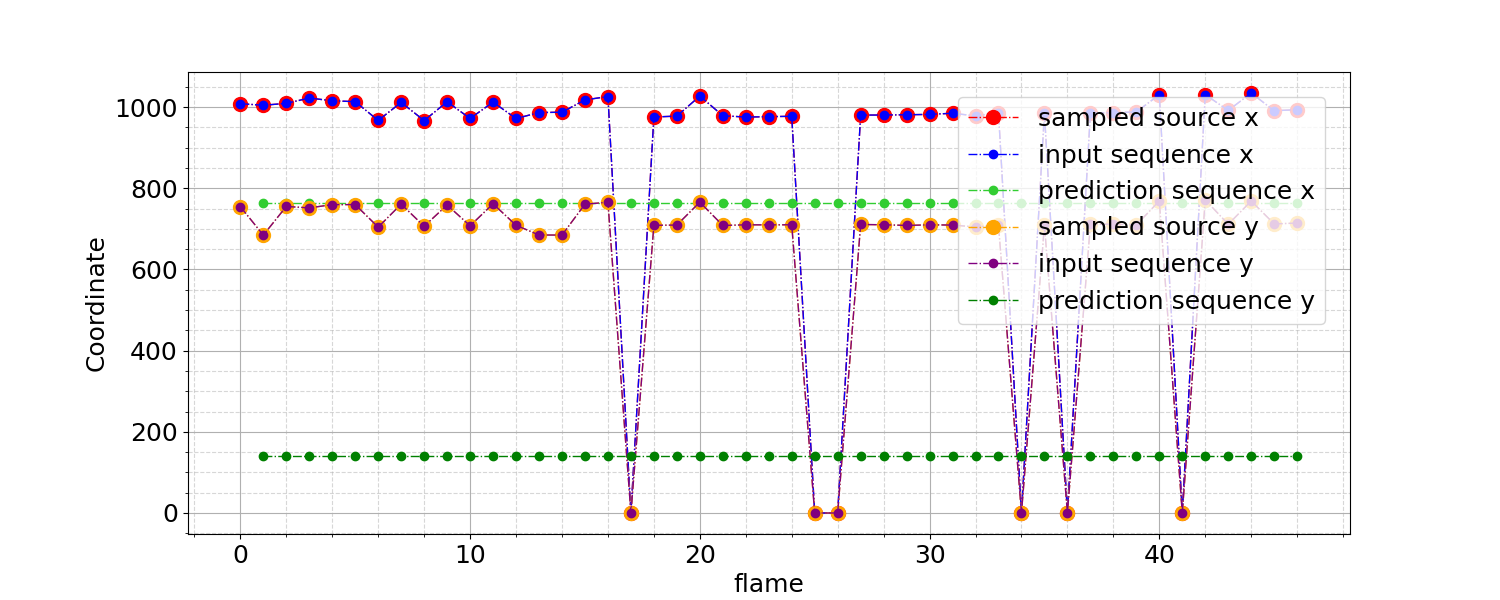 1000
800
600
400
200
0
Coordinate
sampled source x
input sequence x
prediction sequence x
sampled source y
input sequence y
prediction sequence y
0 10 20 30 40
flame